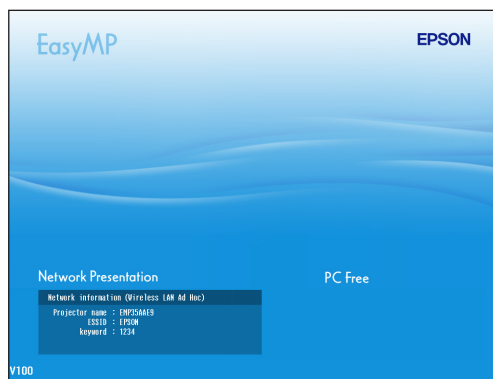 EasyMP
EPSON
Network Presentation
PC Free
Network information (Wireless LAN Ad Hoc)
Projector name : EMP35AAE9
ESSID : EPSON
keyword : 1234
V100